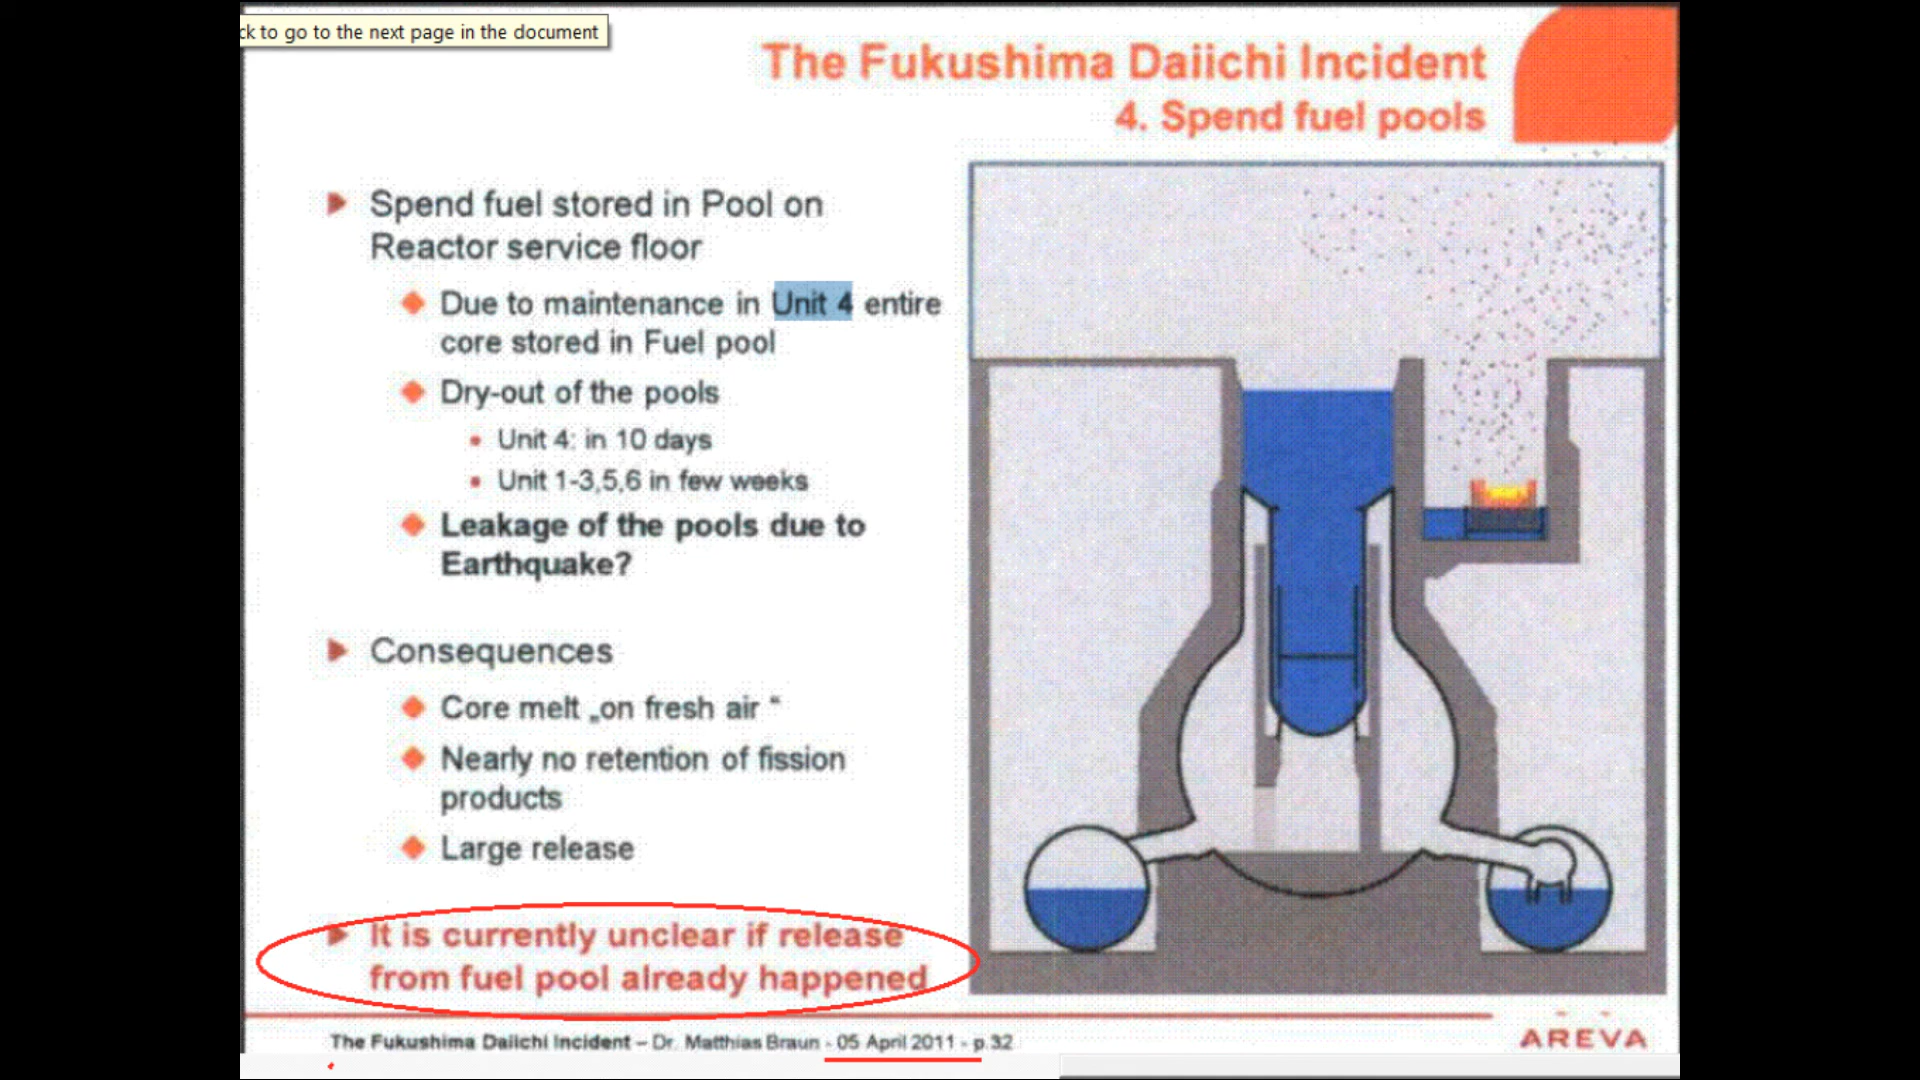 ck to go to the next page in the document
The Fukushima Daiichi Incident
4. Spend fuel pools
Spend fuel stored in Pool on
Reactor service floor
Due to maintenance in Unit 4 entire
core stored in Fuel pool
Dry-out of the pools
Unit 4: in 10 days
Unit 1-3,5,6 in few weeks
Leakage of the pools due to
Earthquake?
Consequences
Core melt „on fresh air “
Nearly no retention of fission
products
Large release
It is currently unclear if release
from fuel pool already happened
The Fukushima Daiichi Incident – Dr. Matthias Braun - 05 April 2011 - p.32
AREVA